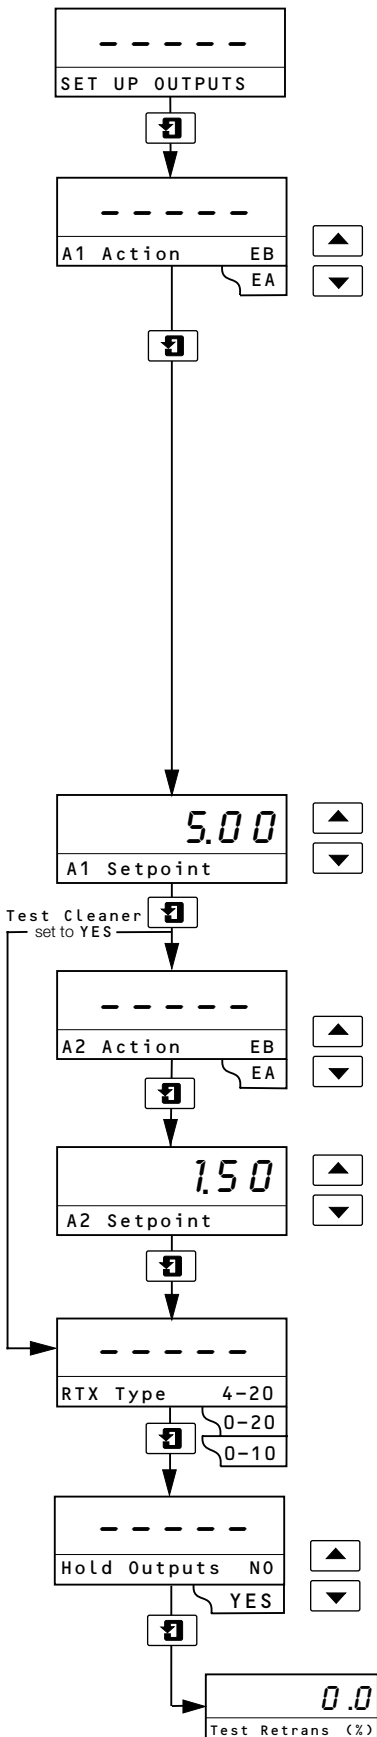 – – – – –
SET UP OUTPUTS
– – – – –
A1 Action EB
EA
5.00
A1 Setpoint
Test Cleaner
set to YES
– – – – –
A2 Action EB
EA
1.50
A2 Setpoint
– – – – –
RTX Type 4–20
0–20
0–10
– – – – –
Hold Outputs NO
YES
0.0
Test Retrans (%)